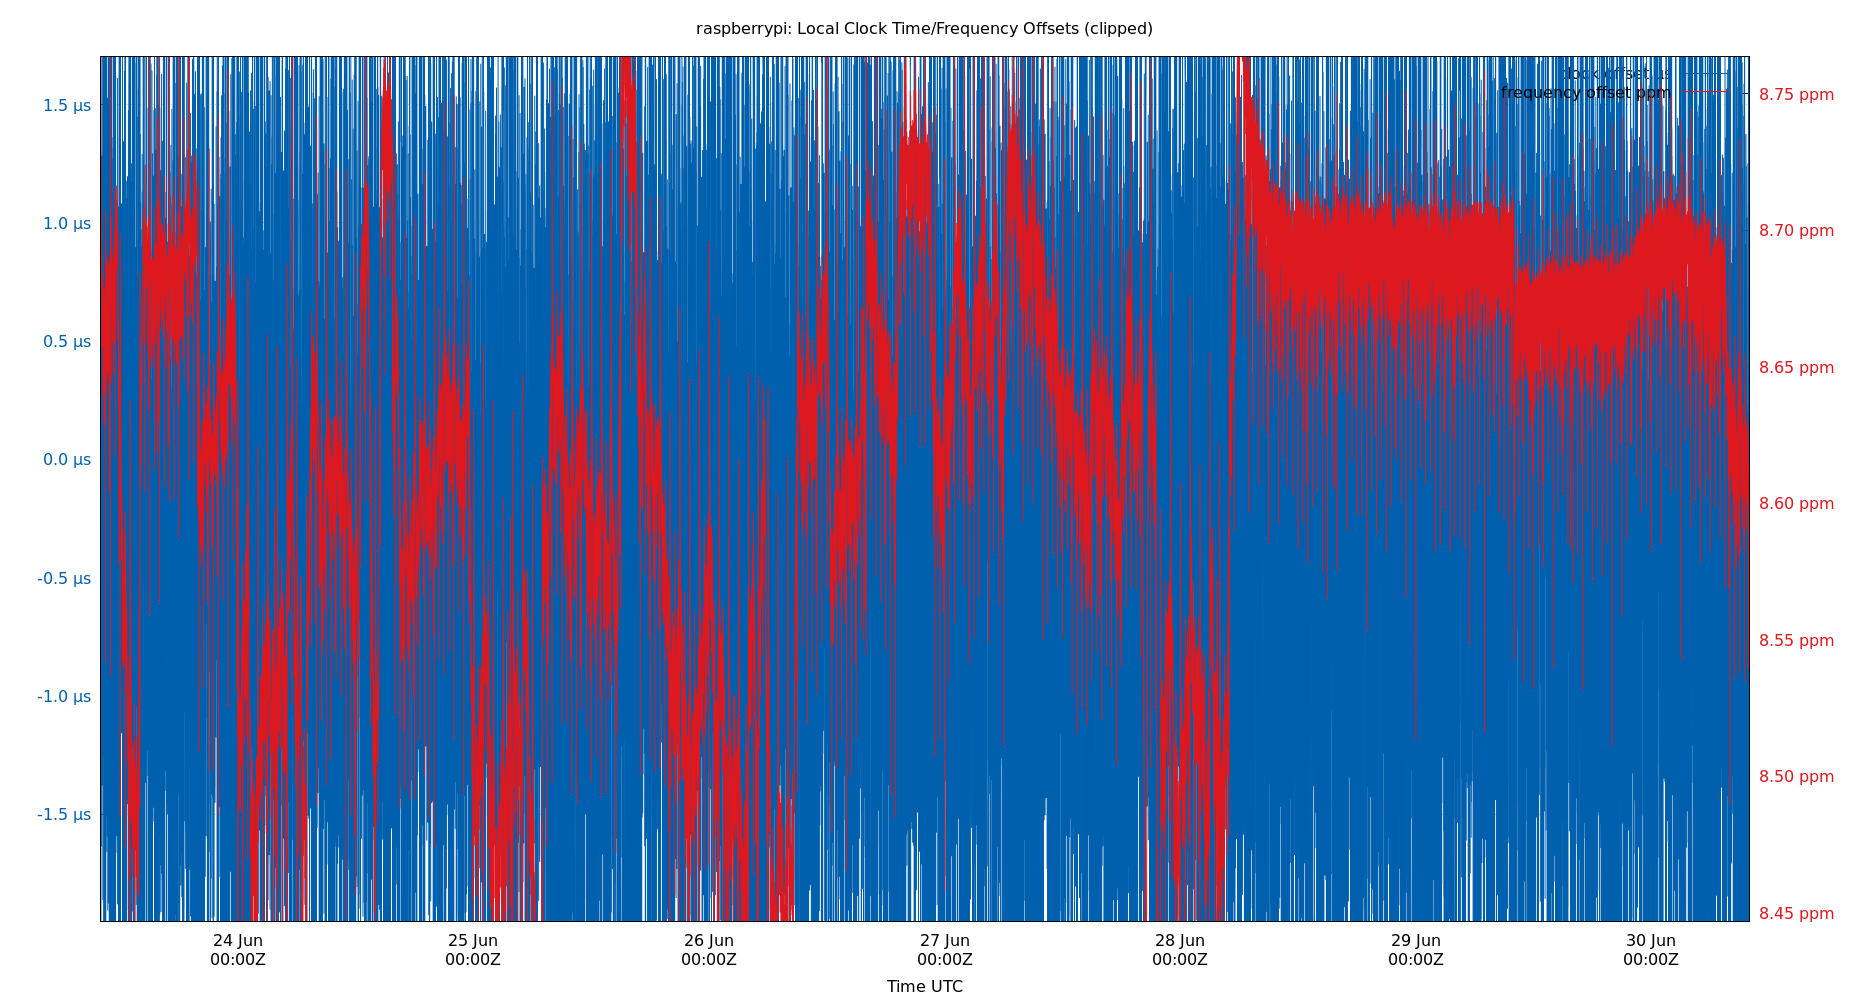 raspberrypi: Local Clock Time/Frequency Offsets (clipped)
clock offset µs
frequency offset ppm
1.5 µs
1.0 µs
0.5 µs
0.0 µs
-0.5 µs
-1.0 µs
-1.5 µs
8.75 ppm
8.70 ppm
8.65 ppm
8.60 ppm
8.55 ppm
8.50 ppm
8.45 ppm
24 Jun 25 Jun 26 Jun 27 Jun 28 Jun 29 Jun 30 Jun
00:00Z 00:00Z 00:00Z 00:00Z 00:00Z 00:00Z 00:00Z
Time UTC